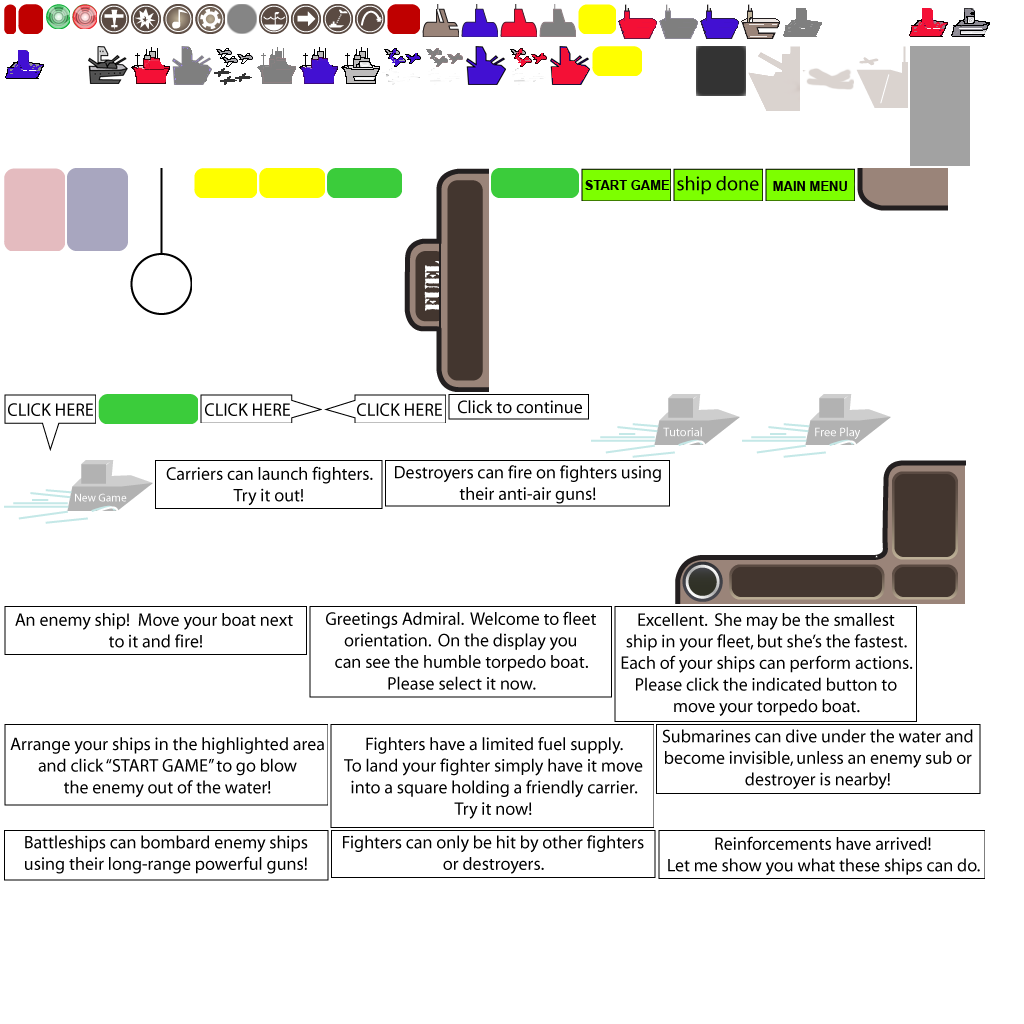 START GAME
ship done
MAIN MENU
FUEL
CLICK HERE
CLICK HERE
CLICK HERE
Click to continue
Tutorial
Free Play
New Game
Carriers can launch fighters.
Try it out!
Destroyers can fire on fighters using
their anti-air guns!
An enemy ship!  Move your boat next
to it and fire!
Greetings Admiral.  Welcome to fleet
orientation.  On the display you
can see the humble torpedo boat.
Please select it now.
Excellent.  She may be the smallest
ship in your fleet, but she's the fastest.
Each of your ships can perform actions.
Please click the indicated button to
move your torpedo boat.
Arrange your ships in the highlighted area
and click "START GAME" to go blow
the enemy out of the water!
Fighters have a limited fuel supply.
To land your fighter simply have it move
into a square holding a friendly carrier.
Try it now!
Submarines can dive under the water and
become invisible, unless an enemy sub or
destroyer is nearby!
Battleships can bombard enemy ships
using their long-range powerful guns!
Fighters can only be hit by other fighters
or destroyers.
Reinforcements have arrived!
Let me show you what these ships can do.